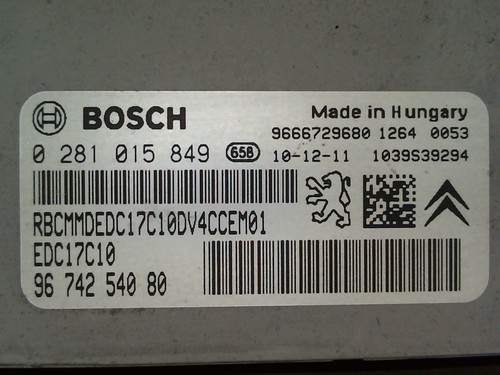 BOSCH Made in Hungary
9666729680 1264 0053
0 281 015 849 658 10-12-11 1039S39294
RBCMMDEDC17C10DV4CCEM01
EDC17C10
96 742 540 80